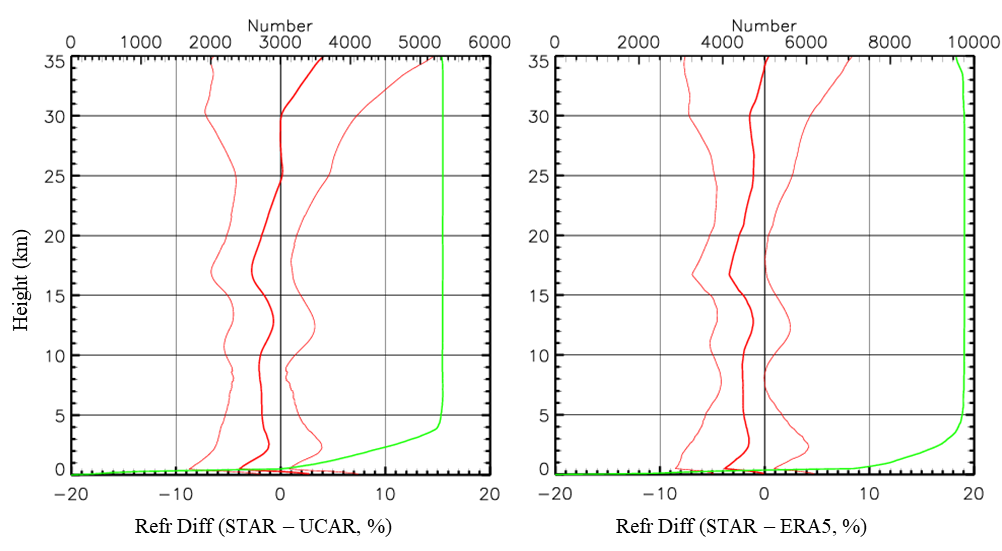 Number Number
0 1000 2000 3000 4000 5000 6000 0 2000 4000 6000 8000 10000
35 35
30 30
25 25
20 20
15 15
10 10
5 5
0 0
Height (km)
−20 −10 0 10 20 −20 −10 0 10 20
Refr Diff (STAR – UCAR, %) Refr Diff (STAR – ERA5, %)